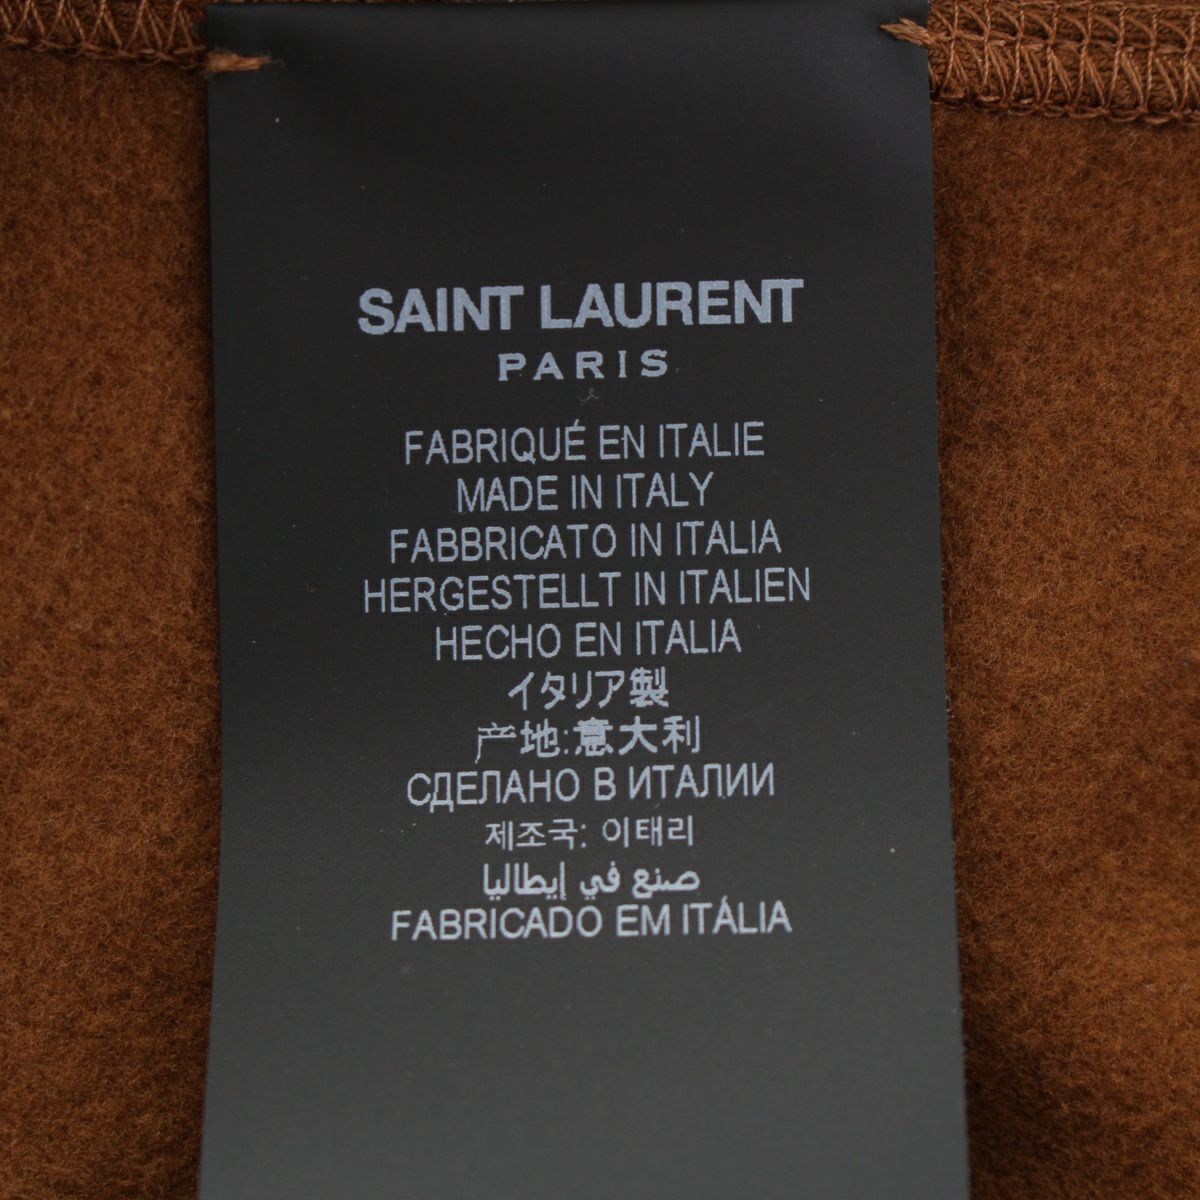 SAINT LAURENT
PARIS
FABRIQUÉ EN ITALIE
MADE IN ITALY
FABBRICATO IN ITALIA
HERGESTELLT IN ITALIEN
HECHO EN ITALIA
イタリア製
产地:意大利
СДЕЛАНО В ИТАЛИИ
제조국: 이태리
صنع في إيطاليا
FABRICADO EM ITÁLIA